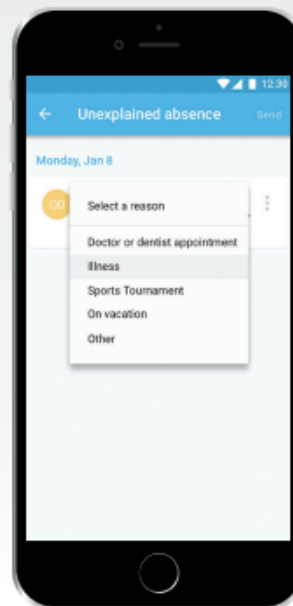 12:30
Unexplained absence Send
Monday, Jan 8
OD
Select a reason
Doctor or dentist appointment
Illness
Sports Tournament
On vacation
Other